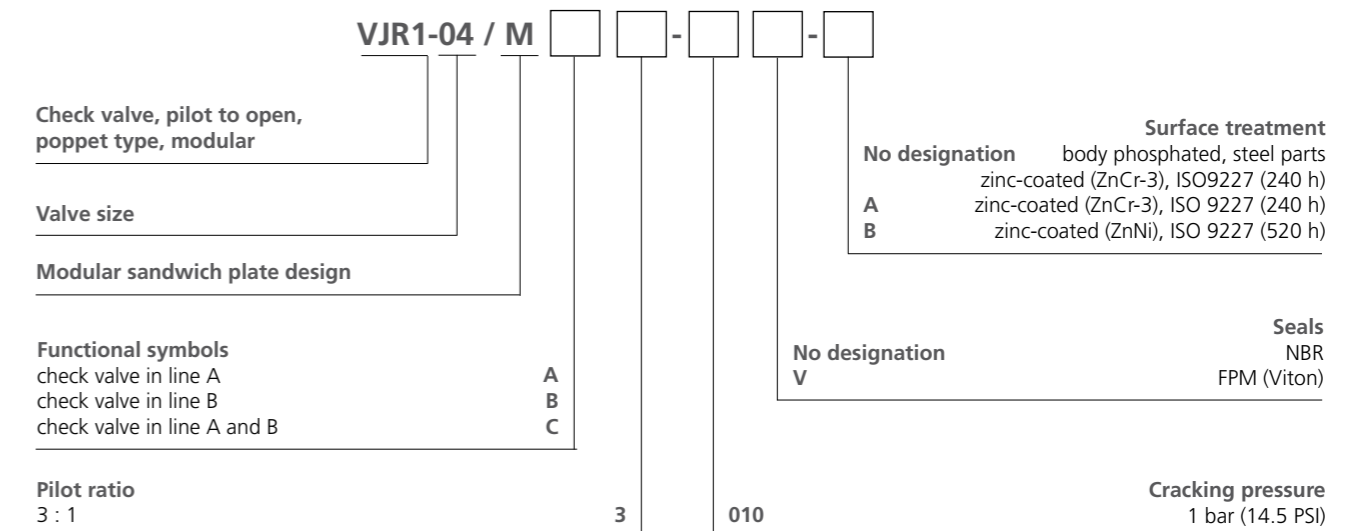 VJR1-04 / M - -
Check valve, pilot to open,
poppet type, modular
Valve size
Modular sandwich plate design
Functional symbols
check valve in line A A
check valve in line B B
check valve in line A and B C
Pilot ratio
3 : 1 3
Surface treatment
No designation body phosphated, steel parts
zinc-coated (ZnCr-3), ISO9227 (240 h)
A zinc-coated (ZnCr-3), ISO 9227 (240 h)
B zinc-coated (ZnNi), ISO 9227 (520 h)
Seals
No designation NBR
V FPM (Viton)
Cracking pressure
010 1 bar (14.5 PSI)